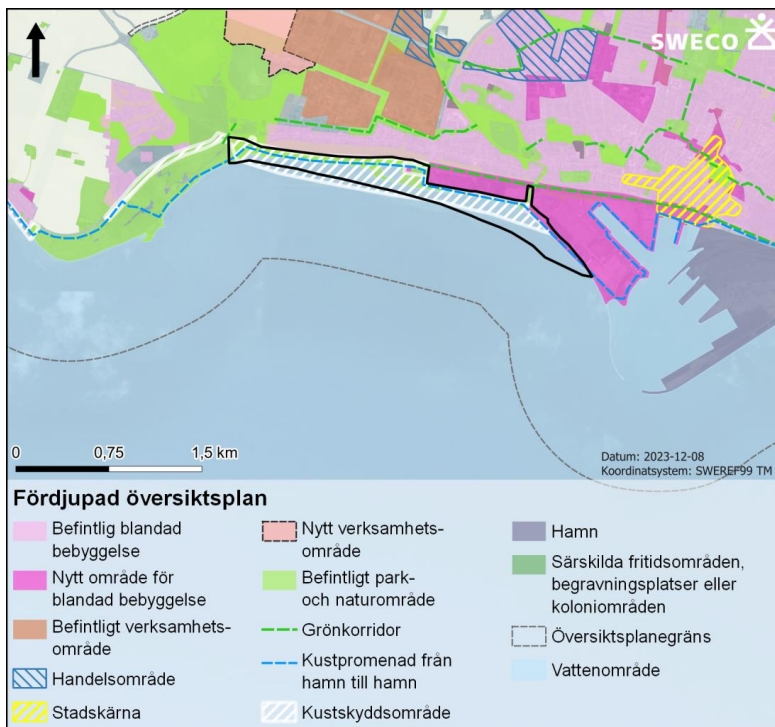 SWECO
0 0,75 1,5 km
Datum: 2023-12-08
Koordinatsystem: SWEREF99 TM
Fördjupad översiktsplan
Befintlig blandad
bebyggelse
Nytt område för
blandad bebyggelse
Befintligt verksamhets-
område
Handelsområde
Stadskärna
Nytt verksamhets-
område
Befintligt park-
och naturområde
Grönkorridor
Kustpromenad från
hamn till hamn
Kustskyddsområde
Hamn
Särskilda fritidsområden,
begravningsplatser eller
koloniområden
Översiktsplanegräns
Vattenområde